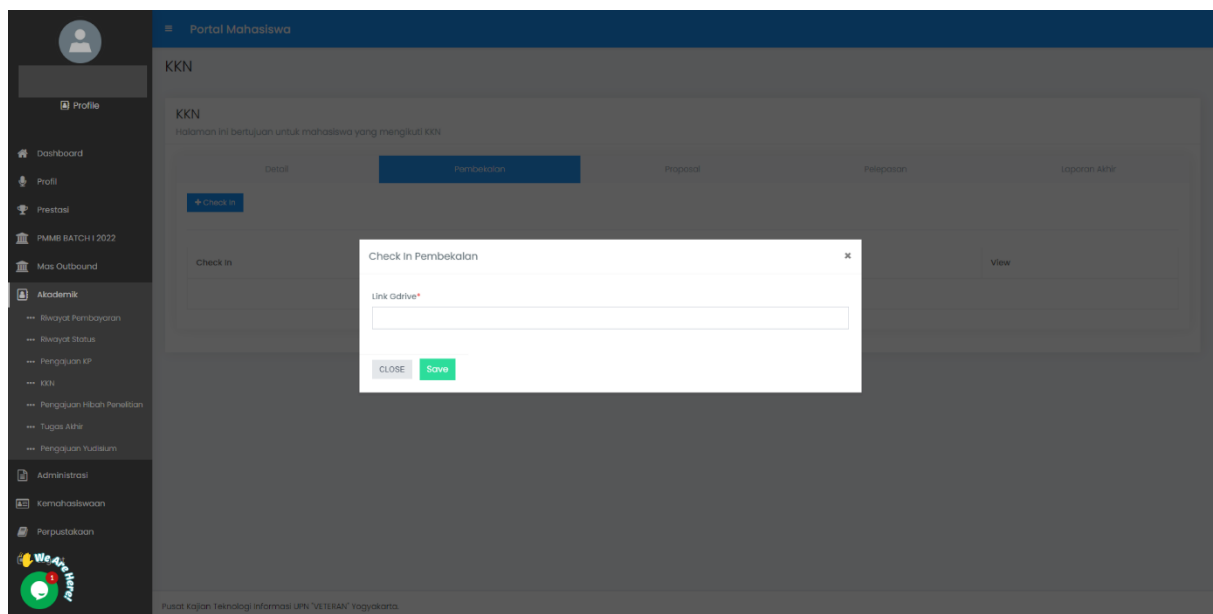 Portal Mahasiswa
KKN
Profile
KKN
Halaman ini bertujuan untuk mahasiswa yang mengikuti KKN
Dashboard
Profil
Prestasi
PMMB BATCH I 2022
Mas Outbound
Akademik
Riwayat Pembayaran
Riwayat Status
Pengajuan KP
KKN
Pengajuan Hibah Penelitian
Tugas Akhir
Pengajuan Yudisium
Administrasi
Kemahasiswaan
Perpustakaan
We Are Here!
1
Detail
Pembekalan
Proposal
Pelepasan
Laporan Akhir
+ Check In
Check In
View
Check In Pembekalan
×
Link Gdrive*
CLOSE
Save
Pusat Kajian Teknologi Informasi UPN "VETERAN" Yogyakarta.